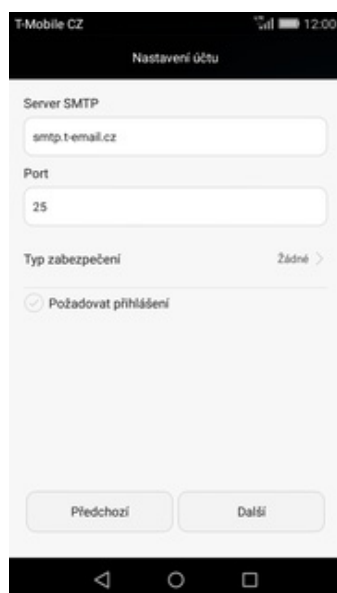 T-Mobile CZ 12:00
Nastavení účtu
Server SMTP
smtp.t-email.cz
Port
25
Typ zabezpečení Žádné
Požadovat přihlášení
Předchozí Další